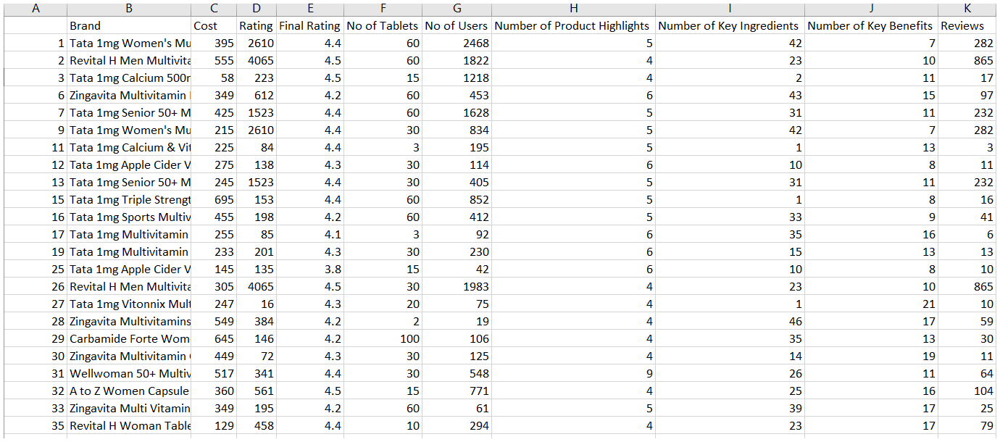 A B C D E F G H I J K
Brand Cost Rating Final Rating No of Tablets No of Users Number of Product Highlights Number of Key Ingredients Number of Key Benefits Reviews
1 Tata 1mg Women's Mu 395 2610 4.4 60 2468 5 42 7 282
2 Revital H Men Multivita 555 4065 4.5 60 1822 4 23 10 865
3 Tata 1mg Calcium 500m 58 223 4.5 15 1218 4 2 11 17
6 Zingavita Multivitamin 349 612 4.2 60 453 6 43 15 97
7 Tata 1mg Senior 50+ M 425 1523 4.4 60 1628 5 31 11 232
9 Tata 1mg Women's Mu 215 2610 4.4 30 834 5 42 7 282
11 Tata 1mg Calcium & Vit 225 84 4.4 3 195 5 1 13 3
12 Tata 1mg Apple Cider V 275 138 4.3 30 114 6 10 8 11
13 Tata 1mg Senior 50+ M 245 1523 4.4 30 405 5 31 11 232
15 Tata 1mg Triple Strengt 695 153 4.4 60 852 5 1 8 16
16 Tata 1mg Sports Multiv 455 198 4.2 60 412 5 33 9 41
17 Tata 1mg Multivitamin 255 85 4.1 3 92 6 35 16 6
19 Tata 1mg Multivitamin 233 201 4.3 30 230 6 15 13 13
25 Tata 1mg Apple Cider V 145 135 3.8 15 42 6 10 8 10
26 Revital H Men Multivita 305 4065 4.5 30 1983 4 23 10 865
27 Tata 1mg Vitonnix Mult 247 16 4.3 20 75 4 1 21 10
28 Zingavita Multivitamins 549 384 4.2 2 19 4 46 17 59
29 Carbamide Forte Wom 645 146 4.2 100 106 4 35 13 30
30 Zingavita Multivitamin 449 72 4.3 30 125 4 14 19 11
31 Wellwoman 50+ Multiv 517 341 4.4 30 548 9 26 11 64
32 A to Z Women Capsule 360 561 4.5 15 771 4 25 16 104
33 Zingavita Multi Vitamin 349 195 4.2 60 61 5 39 17 25
35 Revital H Woman Table 129 458 4.4 10 294 4 23 17 79